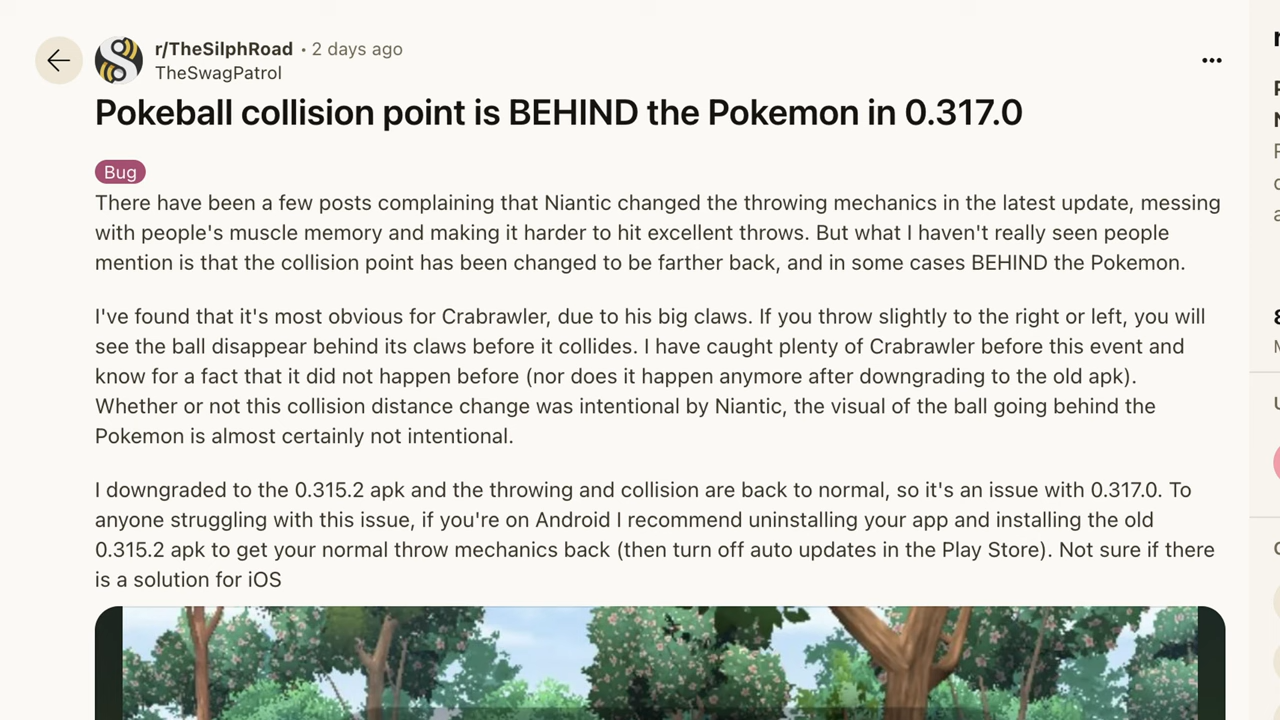 r/TheSilphRoad • 2 days ago
TheSwagPatrol
Pokeball collision point is BEHIND the Pokemon in 0.317.0
Bug
There have been a few posts complaining that Niantic changed the throwing mechanics in the latest update, messing
with people's muscle memory and making it harder to hit excellent throws. But what I haven't really seen people
mention is that the collision point has been changed to be farther back, and in some cases BEHIND the Pokemon.
I've found that it's most obvious for Crabrawler, due to his big claws. If you throw slightly to the right or left, you will
see the ball disappear behind its claws before it collides. I have caught plenty of Crabrawler before this event and
know for a fact that it did not happen before (nor does it happen anymore after downgrading to the old apk).
Whether or not this collision distance change was intentional by Niantic, the visual of the ball going behind the
Pokemon is almost certainly not intentional.
I downgraded to the 0.315.2 apk and the throwing and collision are back to normal, so it's an issue with 0.317.0. To
anyone struggling with this issue, if you're on Android I recommend uninstalling your app and installing the old
0.315.2 apk to get your normal throw mechanics back (then turn off auto updates in the Play Store). Not sure if there
is a solution for iOS